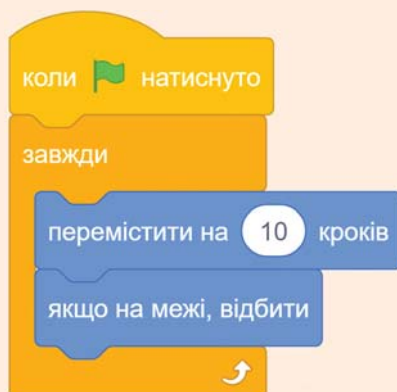 коли натиснуто
завжди
перемістити на 10 кроків
якщо на межі, відбити